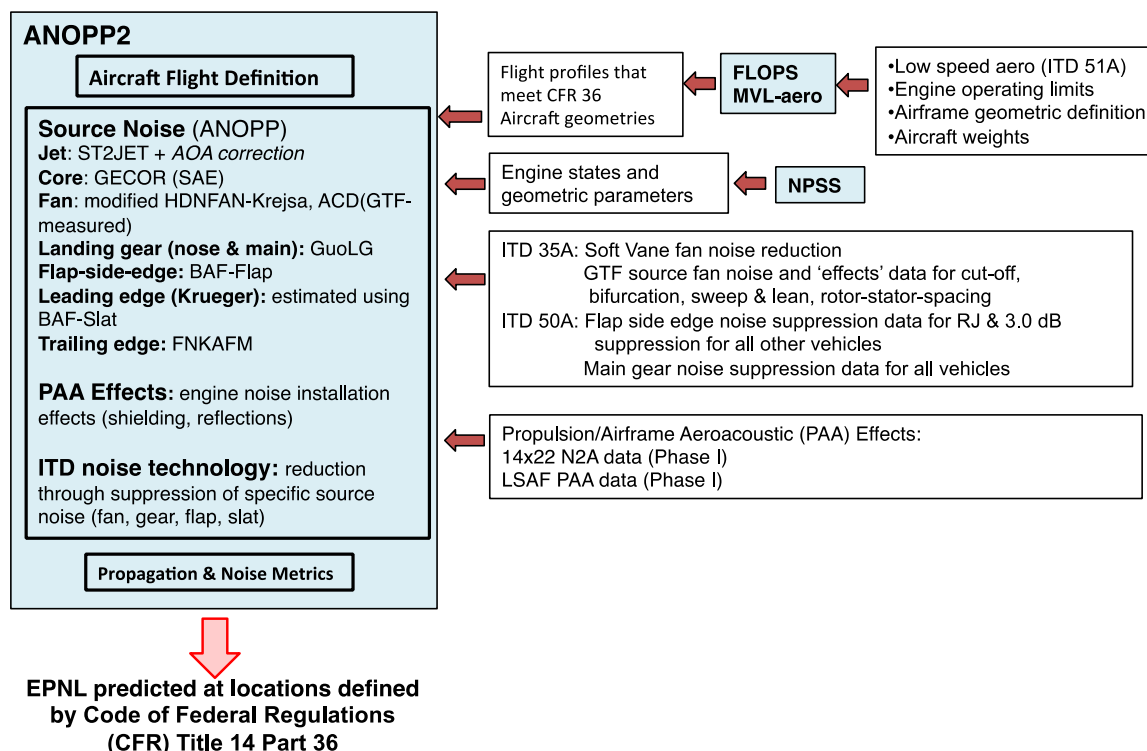 ANOPP2
Aircraft Flight Definition
Source Noise (ANOPP)
Jet: ST2JET + AOA correction
Core: GECOR (SAE)
Fan: modified HDNFAN-Krejsa, ACD(GTF-
measured)
Landing gear (nose & main): GuoLG
Flap-side-edge: BAF-Flap
Leading edge (Krueger): estimated using
BAF-Slat
Trailing edge: FNKAFM
PAA Effects: engine noise installation
effects (shielding, reflections)
ITD noise technology: reduction
through suppression of specific source
noise (fan, gear, flap, slat)
Propagation & Noise Metrics
EPNL predicted at locations defined
by Code of Federal Regulations
(CFR) Title 14 Part 36
Flight profiles that
meet CFR 36
Aircraft geometries
FLOPS
MVL-aero
•Low speed aero (ITD 51A)
•Engine operating limits
•Airframe geometric definition
•Aircraft weights
Engine states and
geometric parameters
NPSS
ITD 35A: Soft Vane fan noise reduction
GTF source fan noise and ‘effects’ data for cut-off,
bifurcation, sweep & lean, rotor-stator-spacing
ITD 50A: Flap side edge noise suppression data for RJ & 3.0 dB
suppression for all other vehicles
Main gear noise suppression data for all vehicles
Propulsion/Airframe Aeroacoustic (PAA) Effects:
14x22 N2A data (Phase I)
LSAF PAA data (Phase I)